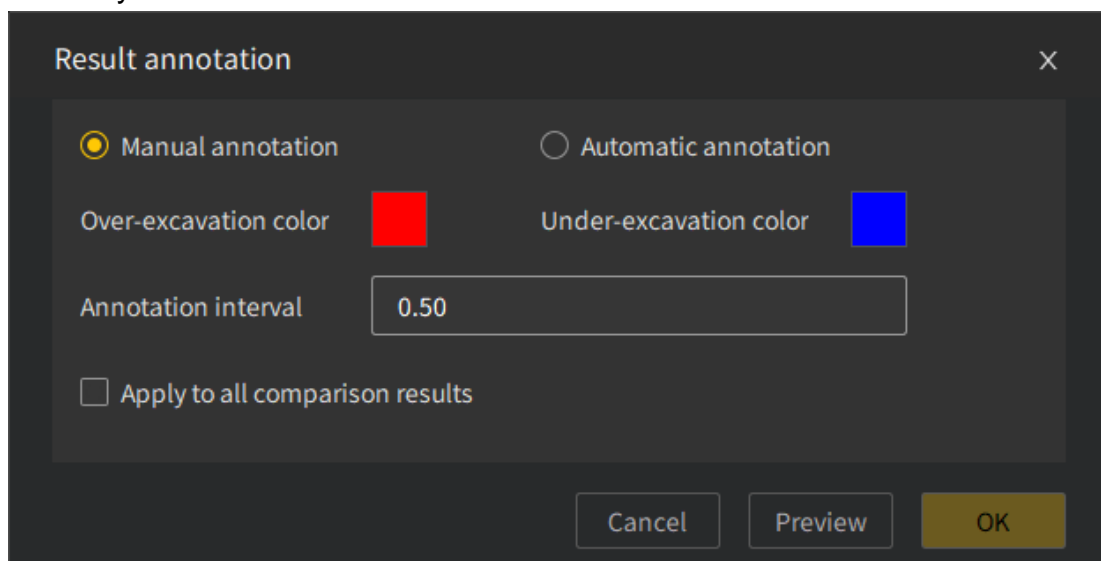 Result annotation X
Manual annotation Automatic annotation
Over-excavation color Under-excavation color
Annotation interval 0.50
Apply to all comparison results
Cancel Preview OK